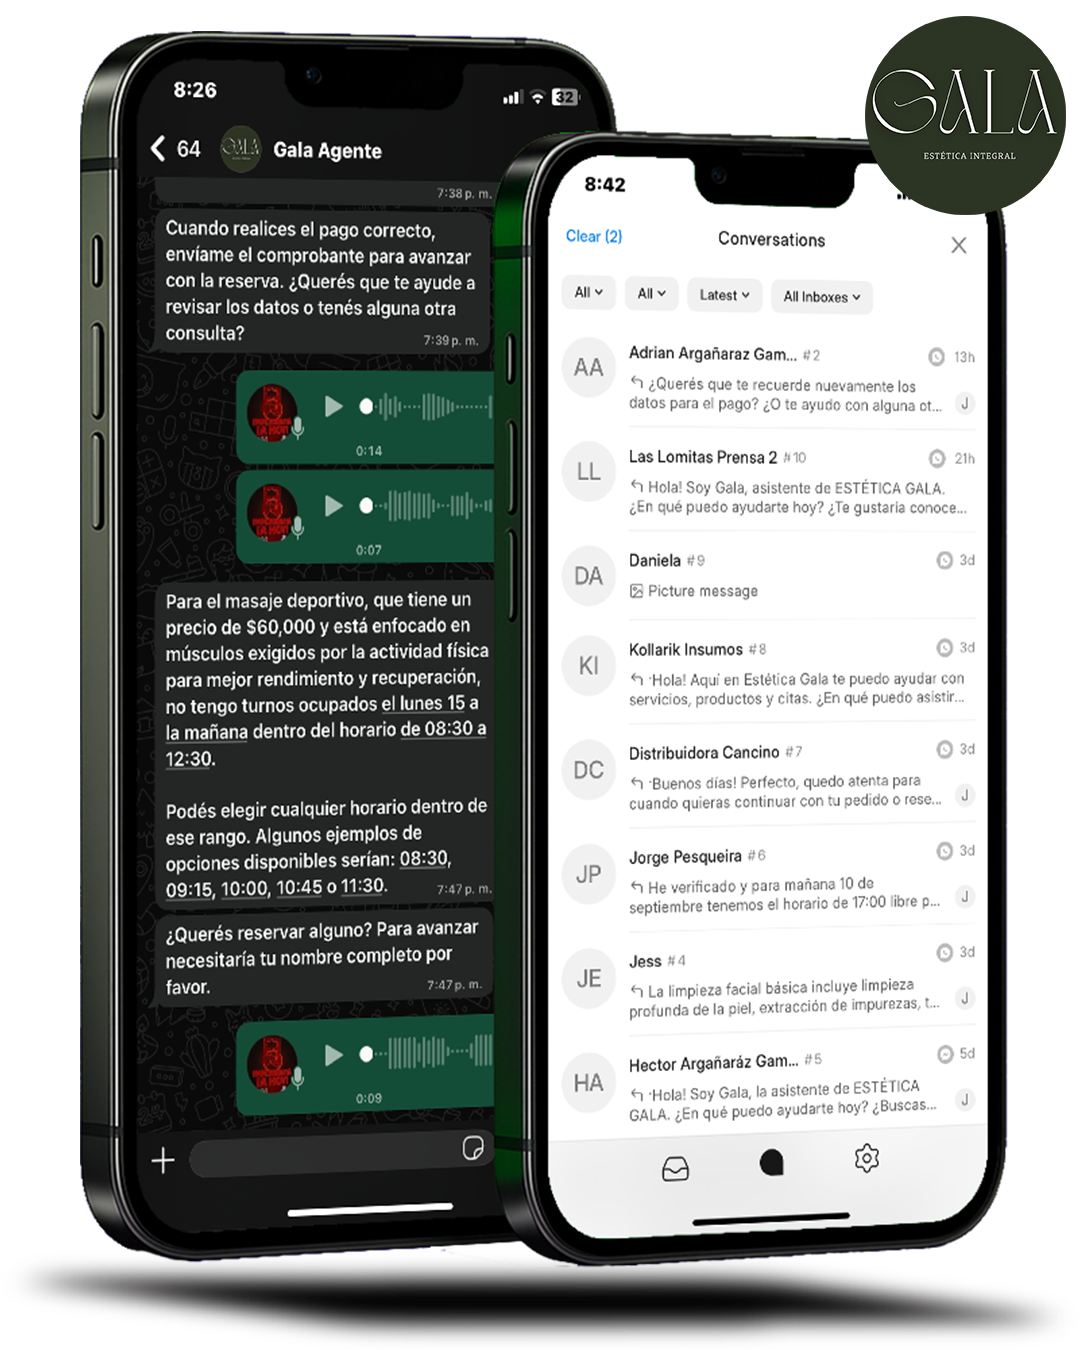 8:26
32
64
GALA
Gala Agente
7:38 p. m.
Cuando realices el pago correcto,
envíame el comprobante para avanzar
con la reserva. ¿Querés que te ayude a
revisar los datos o tenés alguna otra
consulta?
7:39 p. m.
0:14
0:07
Para el masaje deportivo, que tiene un
precio de $60,000 y está enfocado en
músculos exigidos por la actividad física
para mejor rendimiento y recuperación,
no tengo turnos ocupados el lunes 15 a
la mañana dentro del horario de 08:30 a
12:30.
Podés elegir cualquier horario dentro de
ese rango. Algunos ejemplos de
opciones disponibles serían: 08:30,
09:15, 10:00, 10:45 o 11:30.
7:47 p. m.
¿Querés reservar alguno? Para avanzar
necesitaría tu nombre completo por
favor.
7:47 p. m.
0:09
GALA
ESTÉTICA INTEGRAL
8:42
Clear (2)
Conversations
All
All
Latest
All Inboxes
AA
Adrian Argañaraz Gam... #2
13h
¿Querés que te recuerde nuevamente los
datos para el pago? ¿O te ayudo con alguna ot...
J
LL
Las Lomitas Prensa 2 #10
21h
Hola! Soy Gala, asistente de ESTÉTICA GALA.
¿En qué puedo ayudarte hoy? ¿Te gustaría conoce...
DA
Daniela #9
3d
Picture message
KI
Kollarik Insumos #8
3d
¡Hola! Aquí en Estética Gala te puedo ayudar con
servicios, productos y citas. ¿En qué puedo asistir...
DC
Distribuidora Cancino #7
3d
¡Buenos días! Perfecto, quedo atenta para
cuando quieras continuar con tu pedido o rese...
J
JP
Jorge Pesqueira #6
3d
He verificado y para mañana 10 de
septiembre tenemos el horario de 17:00 libre p...
J
JE
Jess #4
3d
La limpieza facial básica incluye limpieza
profunda de la piel, extracción de impurezas, t...
J
HA
Hector Argañaráz Gam... #5
5d
¡Hola! Soy Gala, la asistente de ESTÉTICA
GALA. ¿En qué puedo ayudarte hoy? ¿Buscas...
J